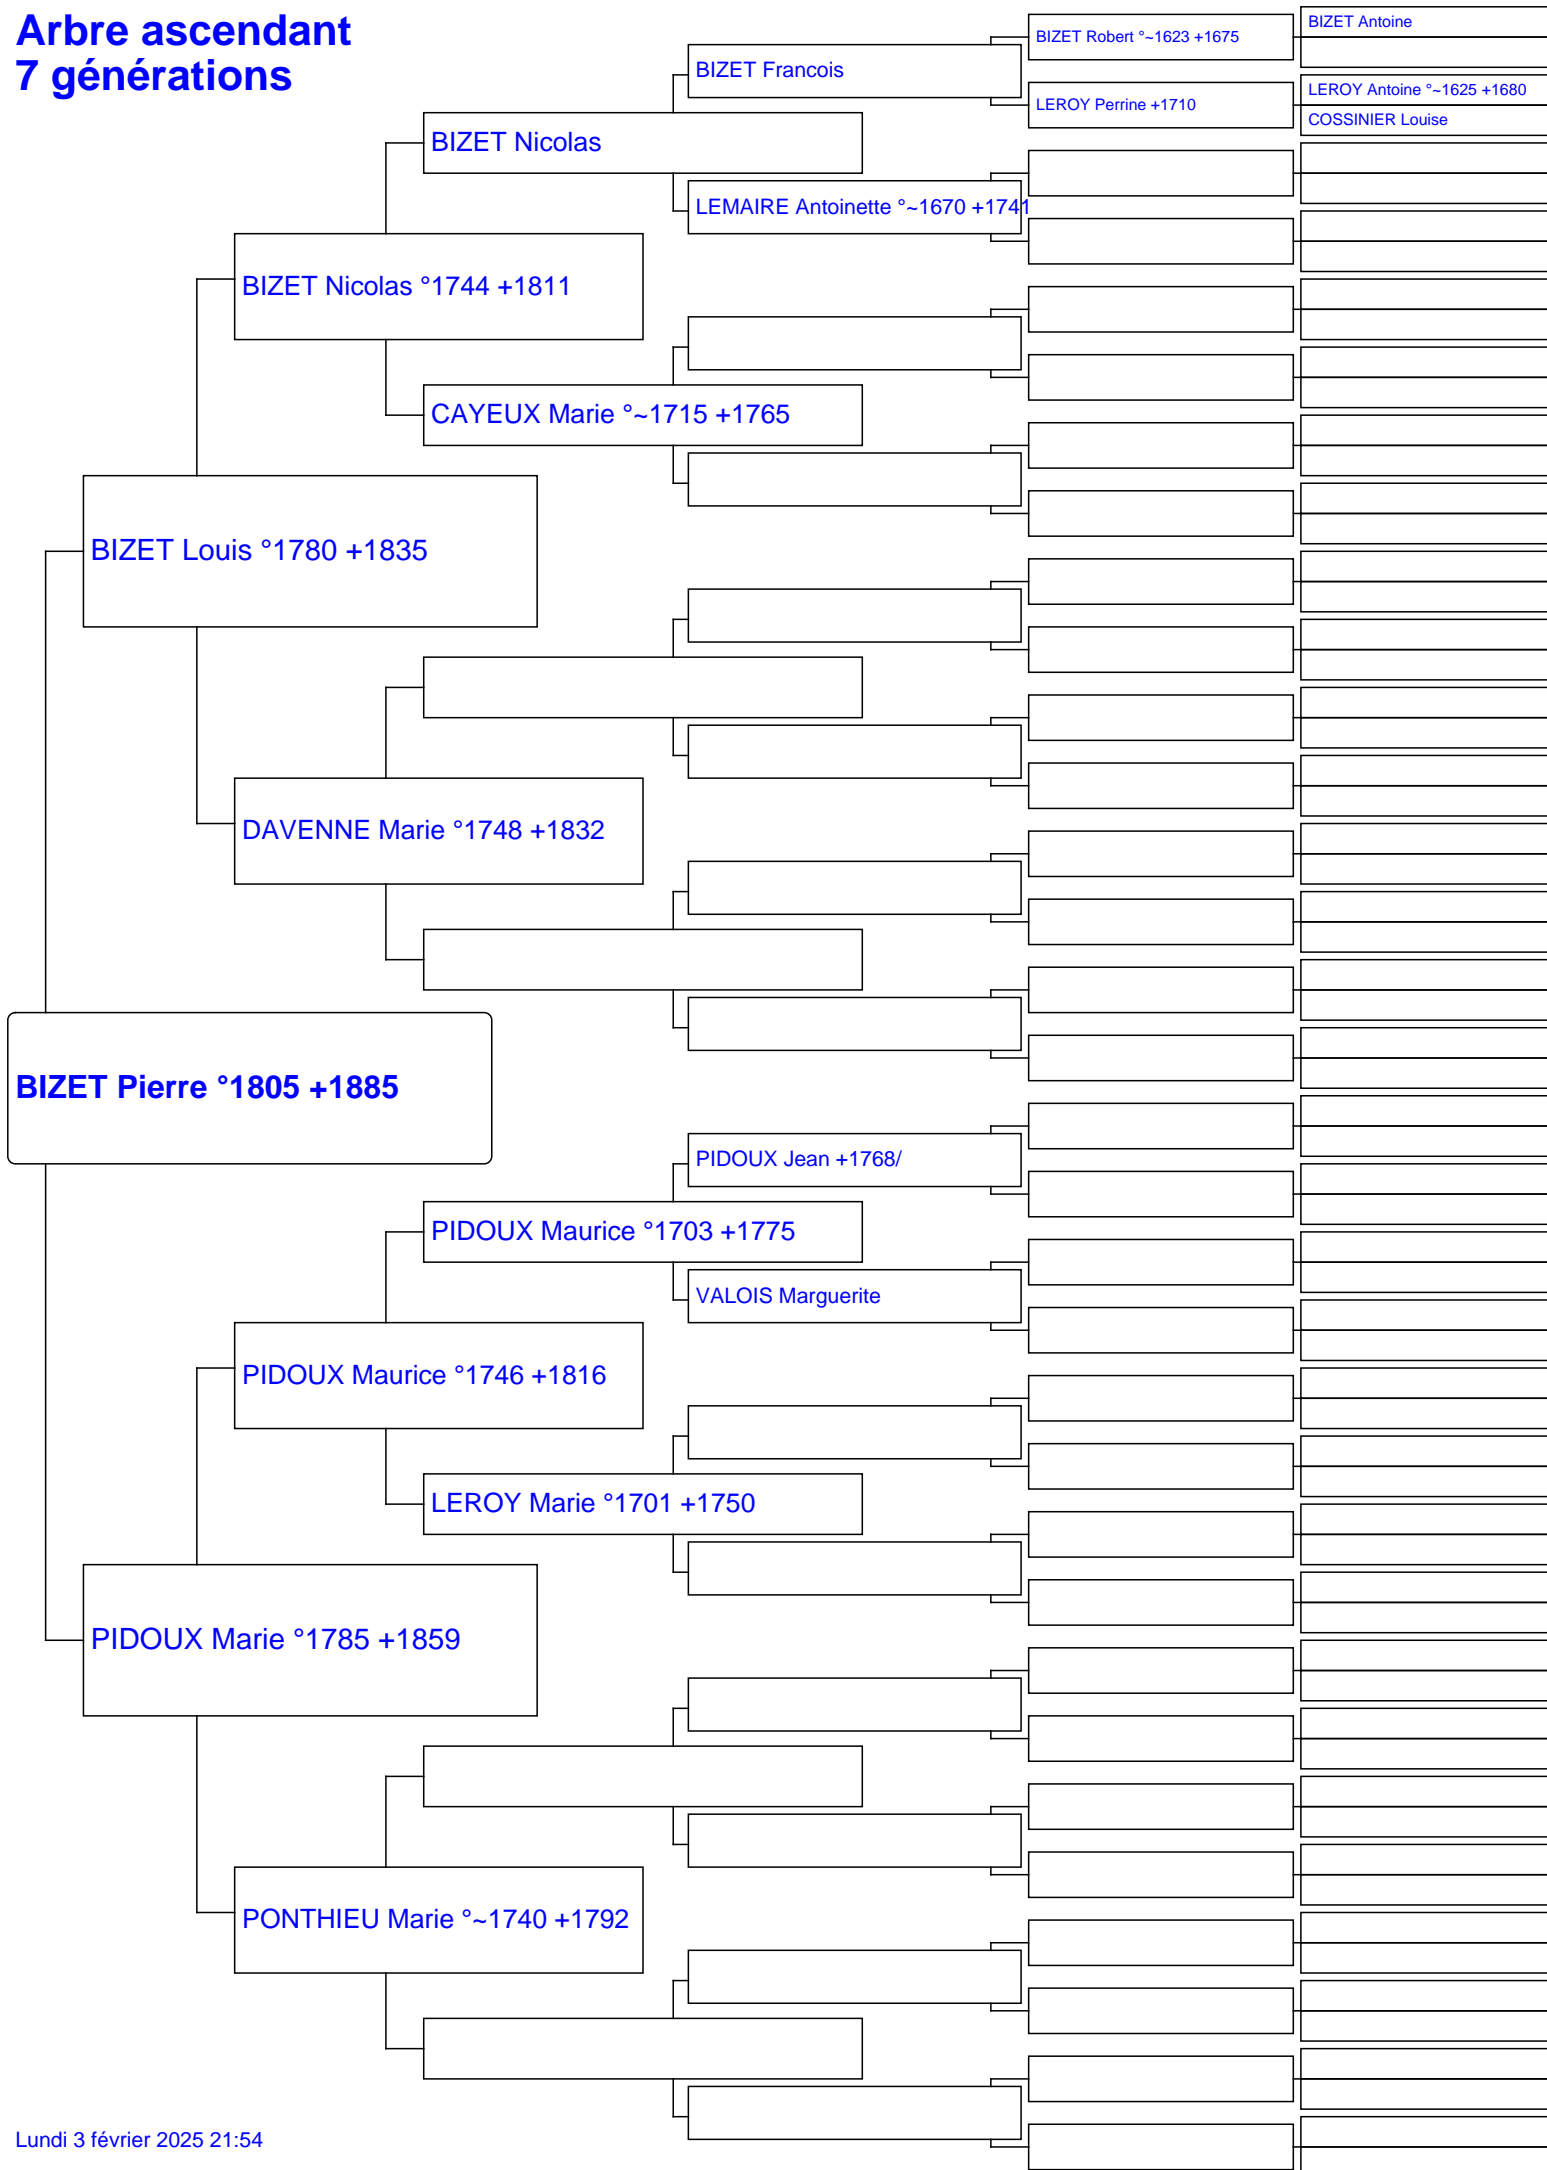 Arbre ascendant
7 générations
BIZET Antoine
BIZET Robert °~1623 +1675
BIZET Francois
LEROY Antoine °~1625 +1680
LEROY Perrine +1710
COSSINIER Louise
BIZET Nicolas
LEMAIRE Antoinette °~1670 +1741
BIZET Nicolas °1744 +1811
CAYEUX Marie °~1715 +1765
BIZET Louis °1780 +1835
DAVENNE Marie °1748 +1832
BIZET Pierre °1805 +1885
PIDOUX Jean +1768/
PIDOUX Maurice °1703 +1775
VALOIS Marguerite
PIDOUX Maurice °1746 +1816
LEROY Marie °1701 +1750
PIDOUX Marie °1785 +1859
PONTHIEU Marie °~1740 +1792
Lundi 3 février 2025 21:54